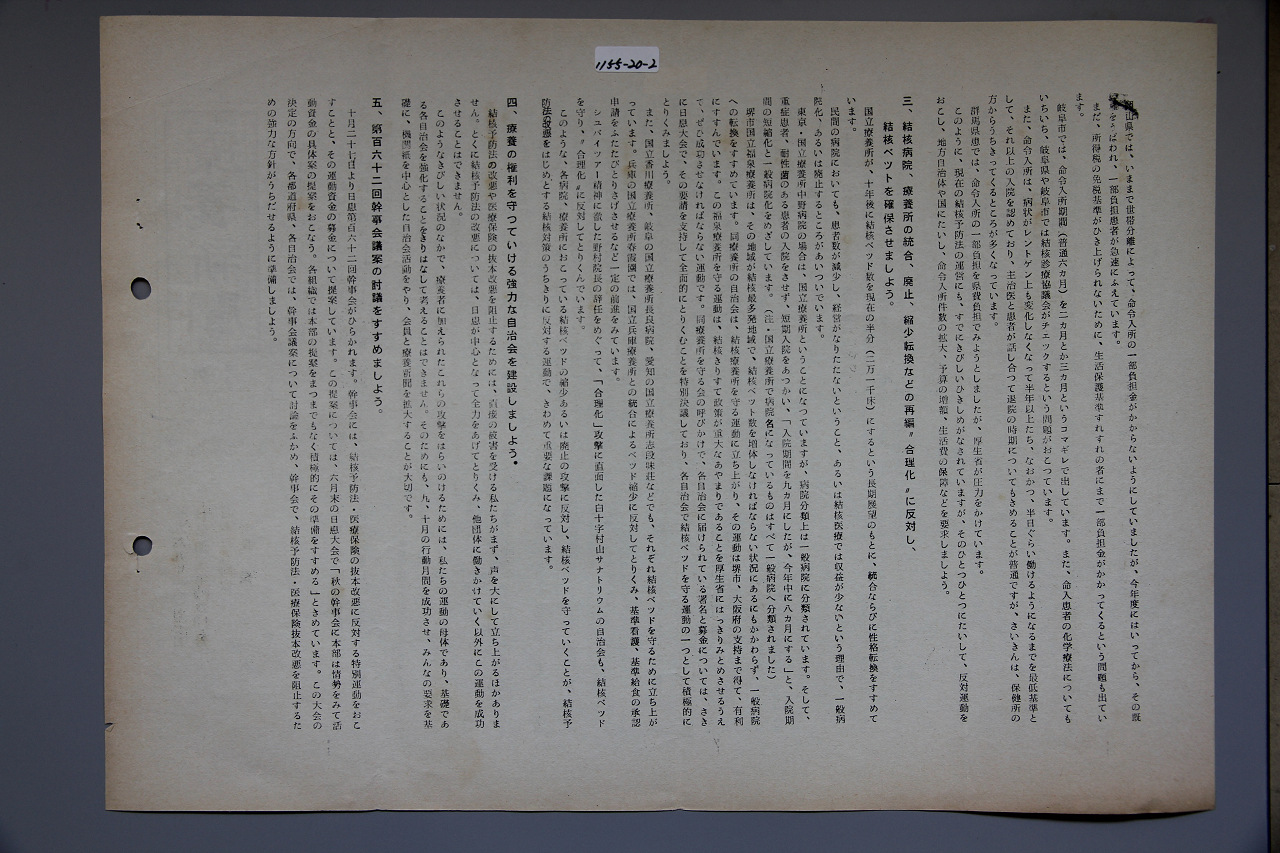 1155-20-2
山県では、いままで世帯分離によって、命令入所の一部負担金がかからないようにしていましたが、今年度にはいってから、その既
をうばわれ、一部負担患者が急速にふえています。
まだ、所得税の免税基準がひき上げられないために、生活保護基準すれすれの者にまで一部負担金がかかってくるという問題も出てい
ます。
岐阜市では、命令入所期間（普通六カ月）を二カ月とか三カ月というコマギレで出しています。また、命入患者の化学療法についても
いちいち、岐阜県や岐阜市では結核診療協議会がチェックするという問題がおこっています。
また、命令入所は、病状がレントゲン上も変化しなくなって半年以上たち、なおかつ、半日ぐらい働けるようになるまでを最低基準と
して、それ以上の入院を認めており、主治医と患者が話し合って退院の時期についてもきめることが普通ですが、さいきんは、保健所の
方からうちきってくるところが多くなっています。
群馬県患では、命令入所の一部負担を県費負担でみようとしましたが、厚生省が圧力をかけています。
このように、現在の結核予防法の運営にも、すでにきびしいひきしめがなされていますが、そのひとつひとつにたいして、反対運動を
おこし、地方自治体や国にたいし、命令入所件数の拡大、予算の増額、生活費の保障などを要求しましょう。
三、結核病院、療養所の統合、廃止、縮少転換などの再編〝合理化〟に反対し、
結核ベットを確保させましよう。
国立療養所が、十年後に結核ベッド数を現在の半分（二万一千床）にするという長期展望のもとに、統合ならびに性格転換をすすめて
います。
民間の病院においても、患者数が減少し、経営がなりたたないということ、あるいは結核医療では収益が少ないという理由で、一般病
院化、あるいは廃止するところがあいついでいます。
東京・国立療養所中野病院の場合は、国立療養所ということになっていますが、病院分類上は一般病院に分類されています。そして、
重症患者、耐性菌のある患者の入院をさせず、短期入院をあつかい、「入院期間を九カ月にしたが、今年中に八カ月にする」と、入院期
間の短縮化と一般病院化をめざしています。（注・国立療養所で病院名になっているものはすべて一般病院へ分類されました）
堺市国立福泉療養所は、その地域が結核最多発地域で、結核ベット数を増体しなければならない状況にあるにもかかわらず、一般病院
への転換をすすめています。同療養所の自治会は、結核療養所を守る運動に立ち上がり、その運動は堺市、大阪府の支持まで得て、有利
にすすんでいます。この福泉療養所を守る運動は、結核きりすて政策が重大なあやまりであることを厚生省にはっきりみとめさせるうえ
で、ぜひ成功させなければならない運動です。同療養所を守る会の呼びかけで、各自治会に届けられている署名と募金については、さき
に日患大会で、その要請を支持して全面的にとりくむことを特別決議しており、各自治会で結核ベッドを守る運動の一つとして積極的に
とりくみましょう。
また、国立香川療養所、岐阜の国立療養所長良病院、愛知の国立療養所志段味荘などでも、それぞれ結核ベッドを守るために立ち上が
っています。兵庫の国立療養所春霞園では、国立兵庫療養所との統合によるベッド縮少に反対してとりくみ、基準看護、基準給食の承認
申請をふたたびとりさげさせるなど一定の前進をみています。
シュバイツァー精神に徹した野村院長の辞任をめぐって、「合理化」攻撃に直面した白十字村山サナトリウムの自治会も、結核ベッド
を守り、〝合理化〟に反対してとりくんでいます。
このような、各病院、療養所におこっている結核ベッドの縮少あるいは廃止の攻撃に反対し、結核ベッドを守っていくことが、結核予
防法改悪をはじめとする結核対策のうちきりに反対する運動で、きわめて重要な課題になっています。
四、療養の権利を守つていける強力な自治会を建設しましよう・
結核予防法の改悪や医療保険の抜本改悪を阻止するためには、直接の被害を受ける私たちがまず、声を大にして立ち上がるほかありま
せん。とくに結核予防法の改悪については、日患が中心となって全力をあげてとりくみ、他団体に働きかけていく以外にこの運動を成功
させることはできません。
このようなきびしい状況のなかで、療養者に加えられたこれらの攻撃をはらいのけるためには、私たちの運動の母体であり、基礎であ
る各自治会を強化することをきりはなして考えることはできません。そのためにも、九、十月の行動月間を成功させ、みんなの要求を基
礎に、機関紙を中心とした自治会活動をやり、会員と療養新聞を拡大することが大切です。
五、第百六十二回幹事会議案の討議をすすめましよう。
十月二十七日より日患第百六十二回幹事会がひらかれます。幹事会には、結核予防法・医療保険の抜本改悪に反対する特別運動をおこ
すことと、その運動資金の募金について提案しています。この提案については、六月末の日患大会で「秋の幹事会に本部は情勢をみて活
動資金の具体案の提案をおこなう。各組織では本部の提案をまつまでもなく積極的にその準備をすすめる」ときめています。この大会の
決定の方向で、各都道府県、各自治会では、幹事会議案について討論をふかめ、幹事会で、結核予防法・医療保険抜本改悪を阻止するた
めの強力な方針がうちだせるように準備しましょう。